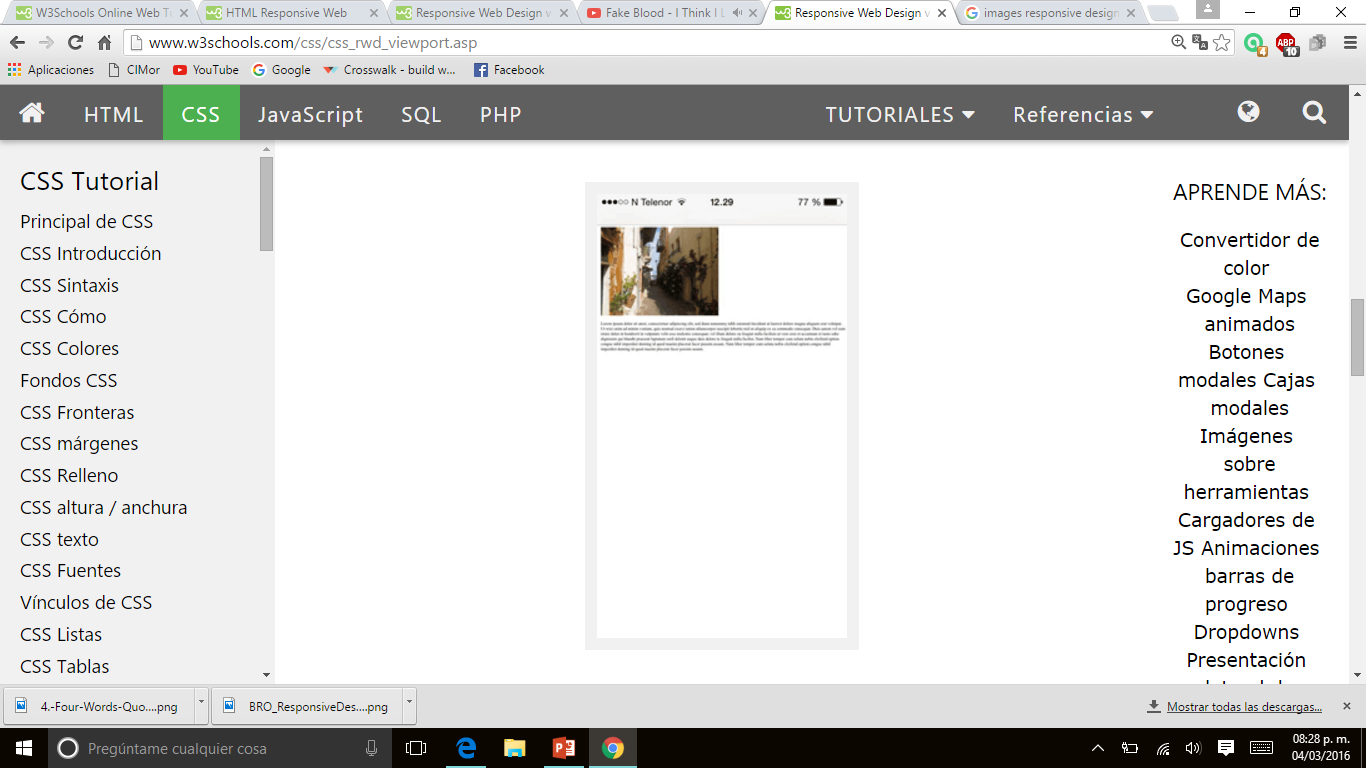 W3Schools Online Web T
HTML Responsive Web
Responsive Web Design v
Fake Blood - I Think I L
Responsive Web Design v
images responsive design
www.w3schools.com/css/css_rwd_viewport.asp
4
ABP
10
Aplicaciones
CIMor
YouTube
Google
Crosswalk - build w...
Facebook
HTML
CSS
JavaScript
SQL
PHP
TUTORIALES
Referencias
CSS Tutorial
Principal de CSS
CSS Introducción
CSS Sintaxis
CSS Cómo
CSS Colores
Fondos CSS
CSS Fronteras
CSS márgenes
CSS Relleno
CSS altura / anchura
CSS texto
CSS Fuentes
Vínculos de CSS
CSS Listas
CSS Tablas
N Telenor
12.29
77 %
APRENDE MÁS:
Convertidor de
color
Google Maps
animados
Botones
modales Cajas
modales
Imágenes
sobre
herramientas
Cargadores de
JS Animaciones
barras de
progreso
Dropdowns
Presentación
4.-Four-Words-Quo....png
BRO_ResponsiveDes....png
Mostrar todas las descargas...
Pregúntame cualquier cosa
08:28 p. m.
04/03/2016